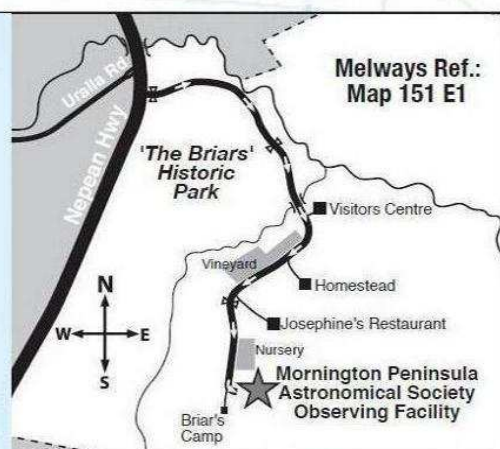 Melways Ref.:
Map 151 E1
Uralla Rd
Nepean Hwy
'The Briars'
Historic
Park
Visitors Centre
Vineyard
Homestead
N
W
E
S
Josephine's Restaurant
Nursery
Mornington Peninsula
Astronomical Society
Observing Facility
Briar's
Camp